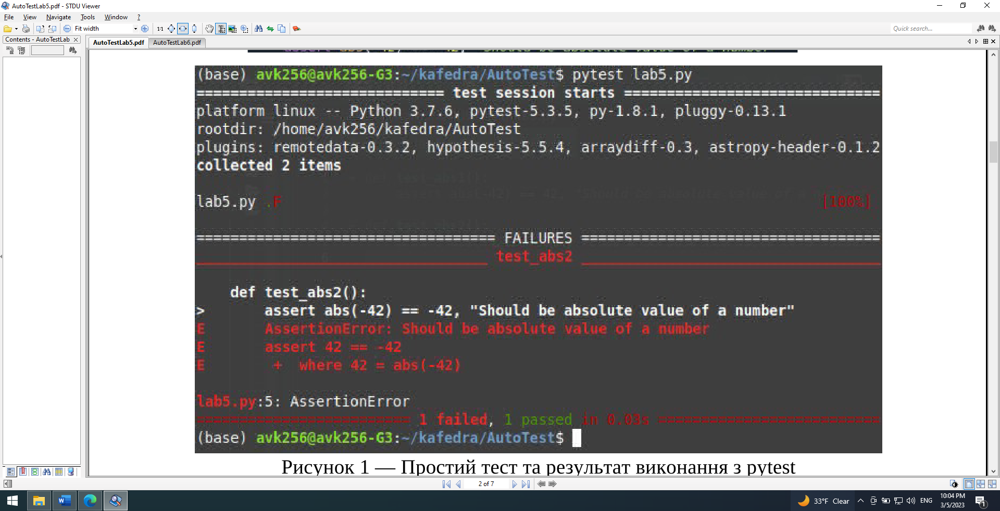 AutoTestLab5.pdf - STDU Viewer
File View Navigate Tools Window ?
Fit width
1:1
Quick search...
Contents - AutoTestLab
AutoTestLab5.pdf AutoTestLab6.pdf
(base) avk256@avk256-G3:~/kafedra/AutoTest$ pytest lab5.py
============================= test session starts ==============================
platform linux -- Python 3.7.6, pytest-5.3.5, py-1.8.1, pluggy-0.13.1
rootdir: /home/avk256/kafedra/AutoTest
plugins: remotedata-0.3.2, hypothesis-5.5.4, arraydiff-0.3, astropy-header-0.1.2
collected 2 items
lab5.py .F [100%]
=================================== FAILURES ===================================
__________________________________ test_abs2 ___________________________________
def test_abs2():
> assert abs(-42) == -42, "Should be absolute value of a number"
E AssertionError: Should be absolute value of a number
E assert 42 == -42
E + where 42 = abs(-42)
lab5.py:5: AssertionError
========================= 1 failed, 1 passed in 0.03s ==========================
(base) avk256@avk256-G3:~/kafedra/AutoTest$
Рисунок 1 — Простий тест та результат виконання з pytest
2 of 7
33°F Clear
ENG
10:04 PM
3/5/2023
1